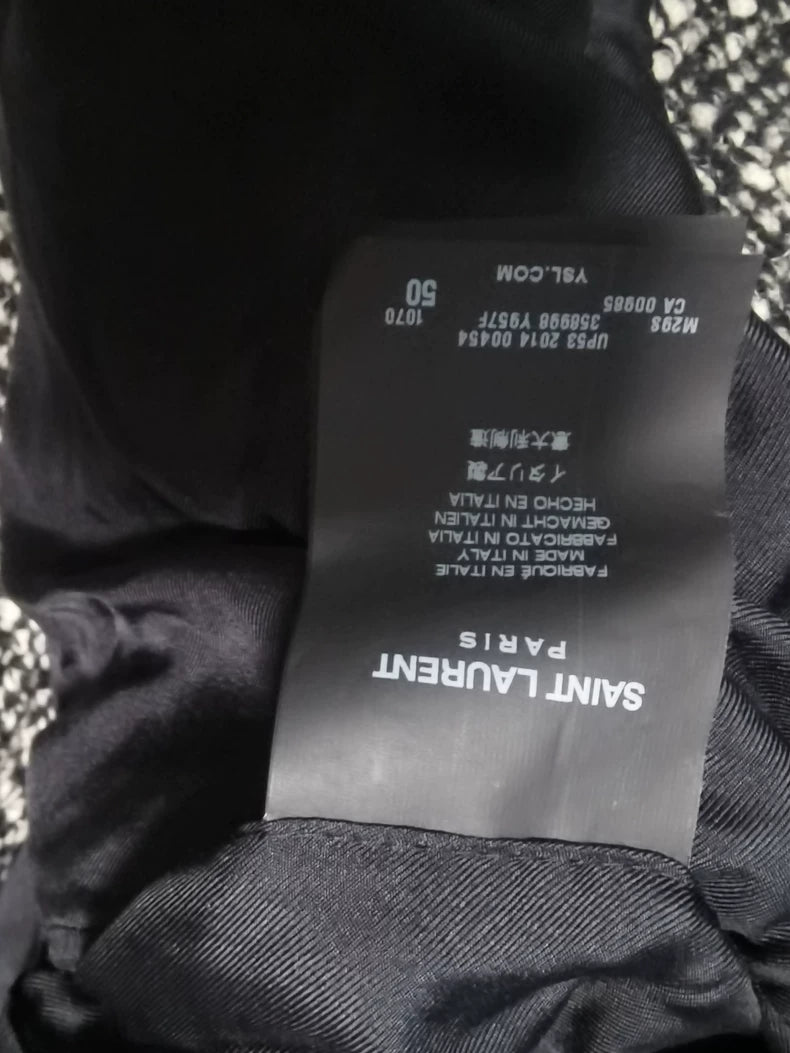 SAINT LAURENT
PARIS
FABRIQUÉ EN ITALIE
MADE IN ITALY
FABBRICATO IN ITALIA
GEMACHT IN ITALIEN
HECHO EN ITALIA
イタリア製
意大利制造
UP53 2014 00454
M298 358998 Y957F 1070
CA 00985 50
YSL.COM